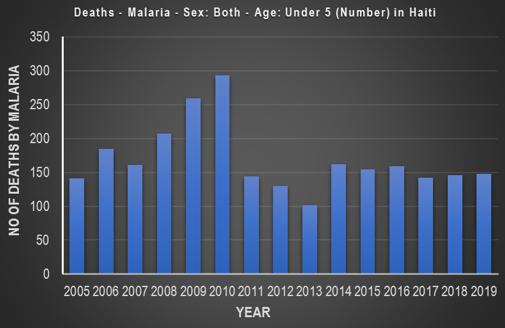 Deaths - Malaria - Sex: Both - Age: Under 5 (Number) in Haiti
350
300
250
200
150
100
50
0
NO OF DEATHS BY MALARIA
2005 2006 2007 2008 2009 2010 2011 2012 2013 2014 2015 2016 2017 2018 2019
YEAR